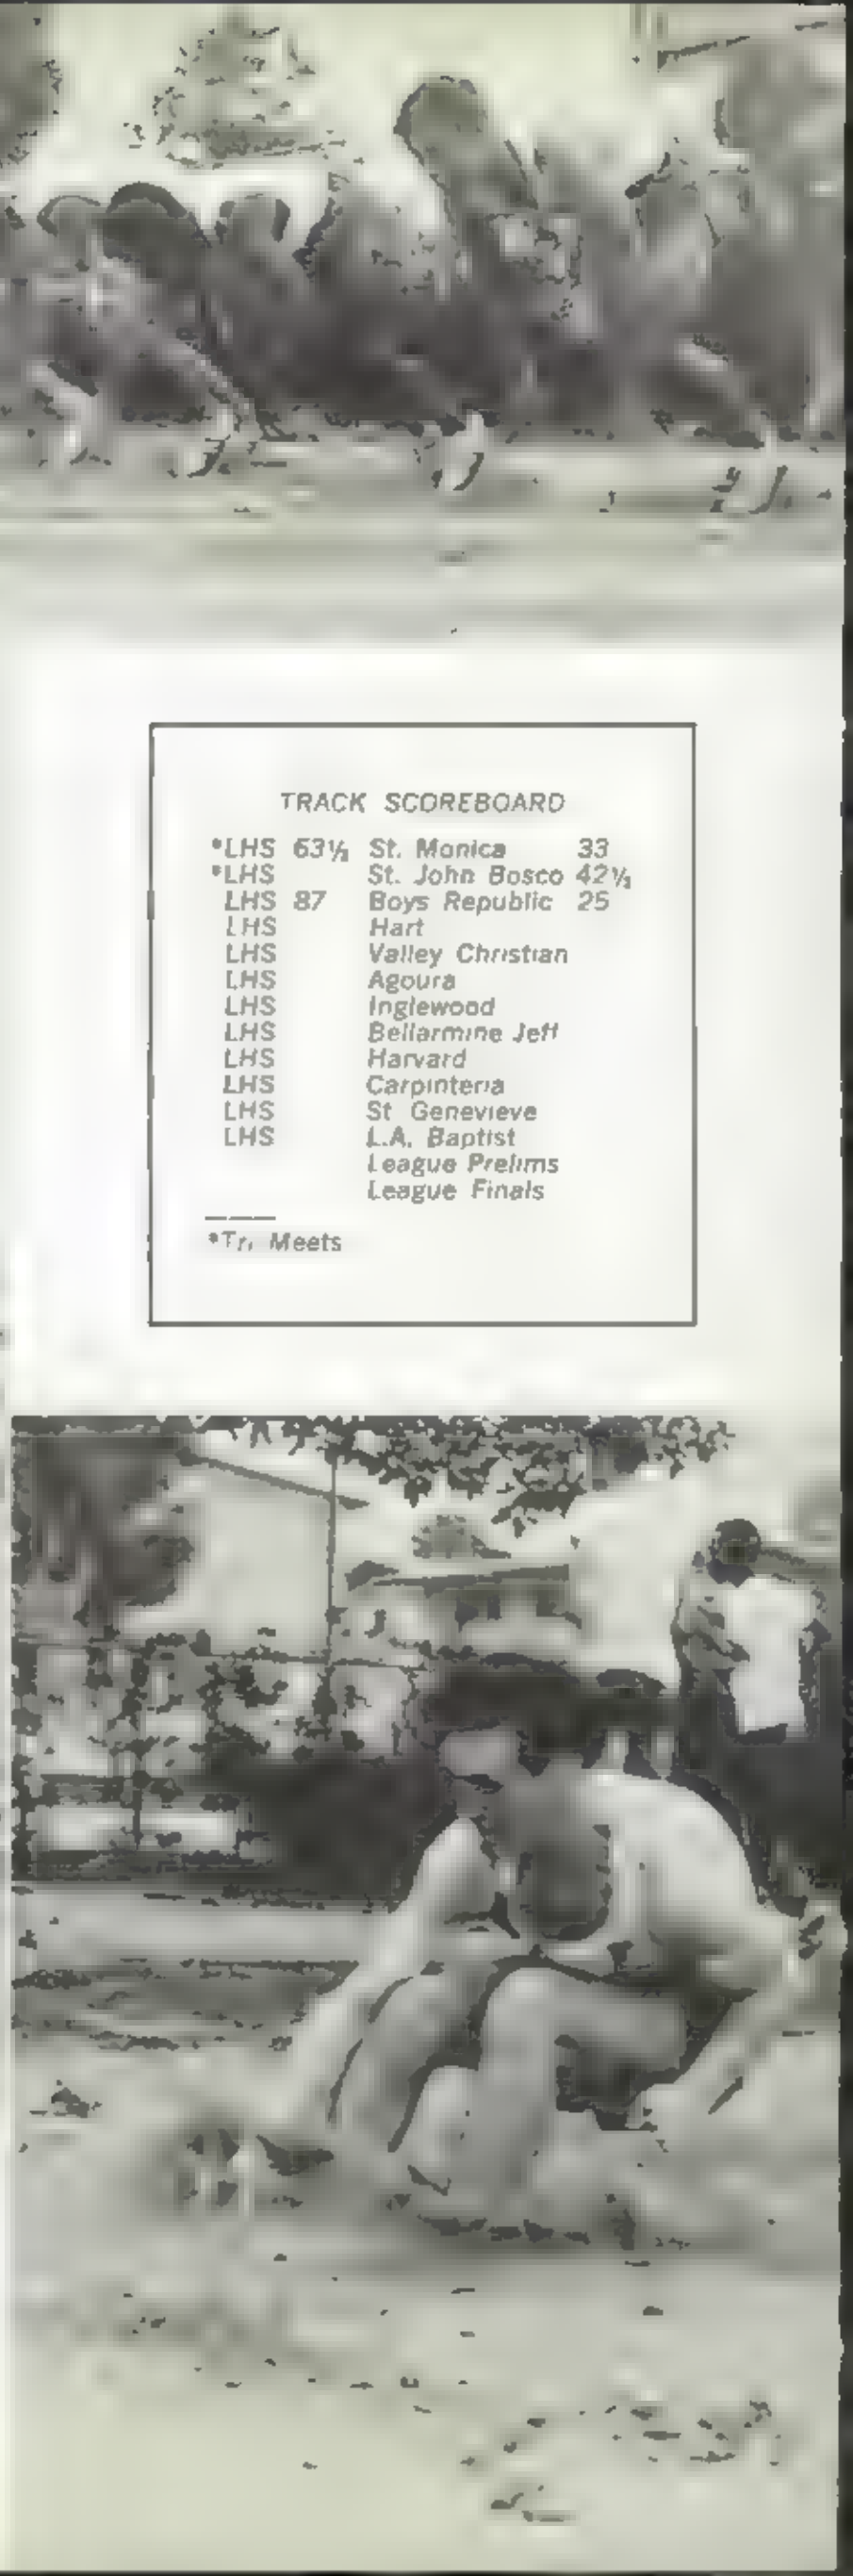 TRACK SCOREBOARD
*LHS 63⅓ St. Monica 33
*LHS St. John Bosco 42⅓
LHS 87 Boys Republic 25
LHS Hart
LHS Valley Christian
LHS Agoura
LHS Inglewood
LHS Bellarmine Jeff
LHS Harvard
LHS Carpinteria
LHS St Genevieve
LHS L.A. Baptist
League Prelims
League Finals
*Tri Meets